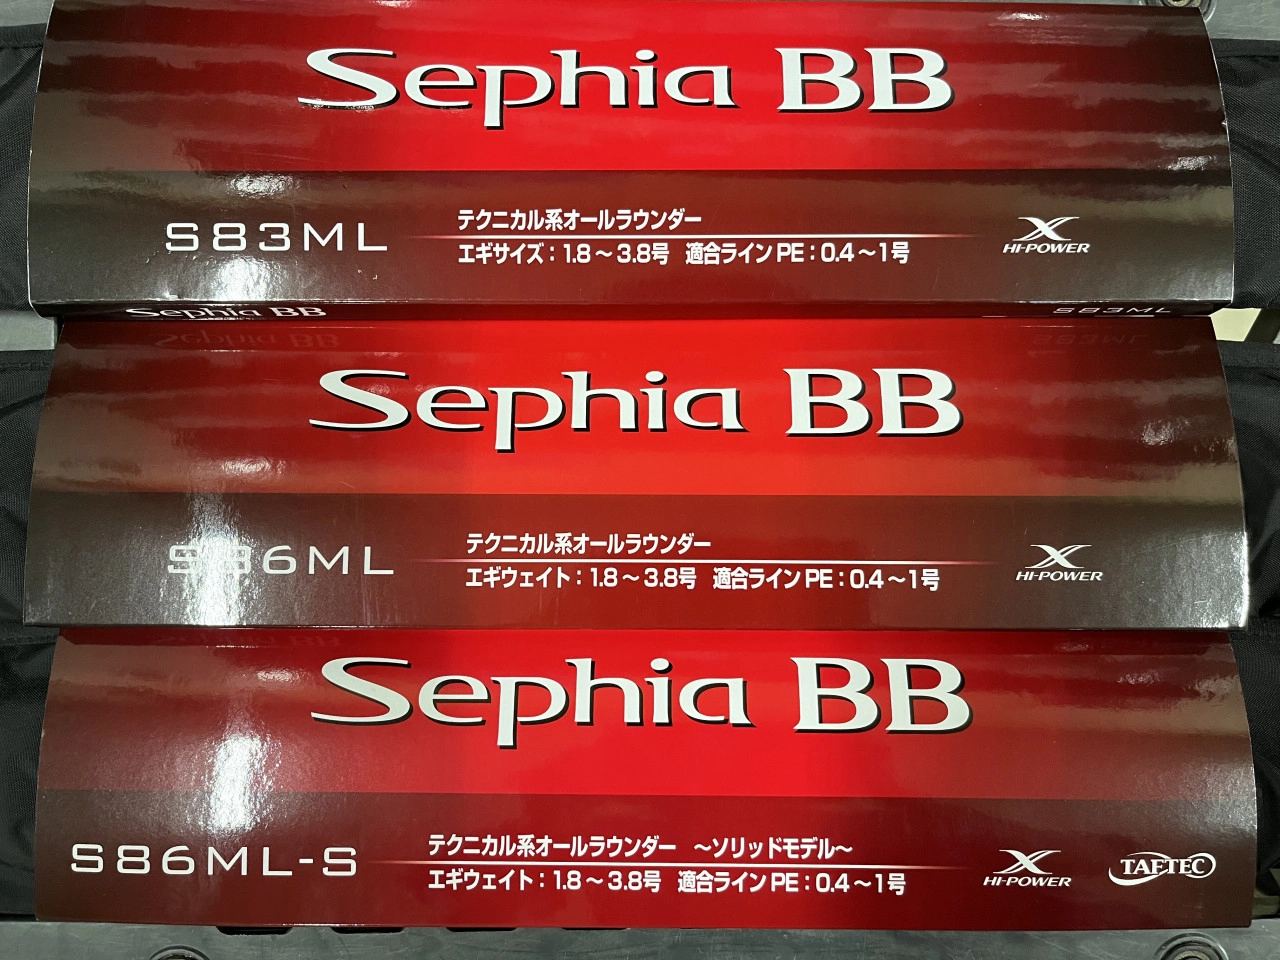 Sephia BB
S83ML
テクニカル系オールラウンダー
エギサイズ：1.8～3.8号 適合ラインPE：0.4～1号
X
HI-POWER
Sephia BB
S83ML
Sephia BB
S86ML
テクニカル系オールラウンダー
エギウェイト：1.8～3.8号 適合ラインPE：0.4～1号
X
HI-POWER
Sephia BB
S86ML-S
テクニカル系オールラウンダー ～ソリッドモデル～
エギウェイト：1.8～3.8号 適合ラインPE：0.4～1号
X
HI-POWER
TAFTEC